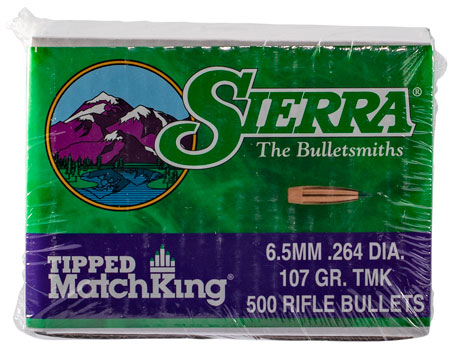 SIERRA®
The Bulletsmiths
TIPPED
MatchKing®
6.5MM .264 DIA.
107 GR. TMK
500 RIFLE BULLETS